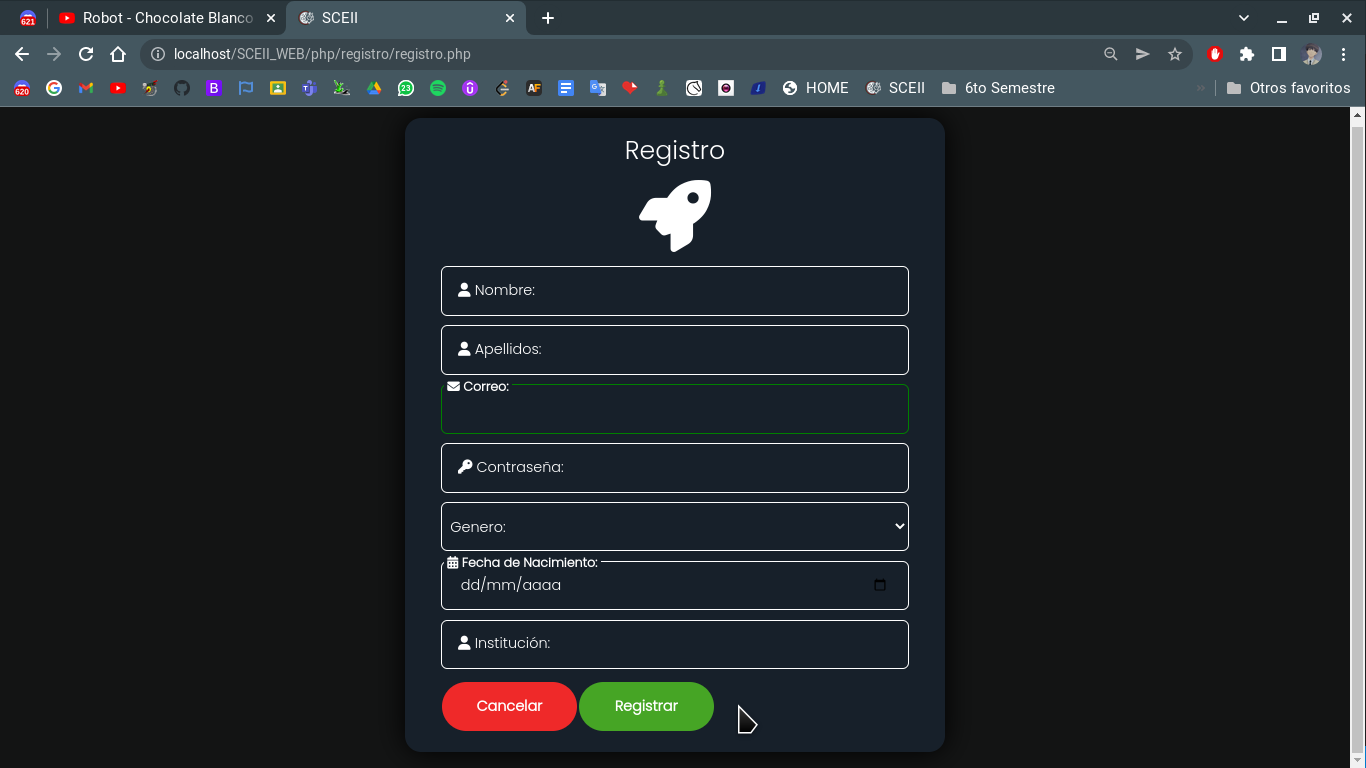 621 Robot - Chocolate Blanco SCEII
localhost/SCEII_WEB/php/registro/registro.php
620 23 AF HOME SCEII 6to Semestre » Otros favoritos
Registro
Nombre:
Apellidos:
Correo:
Contraseña:
Genero:
Fecha de Nacimiento:
dd/mm/aaaa
Institución:
Cancelar Registrar